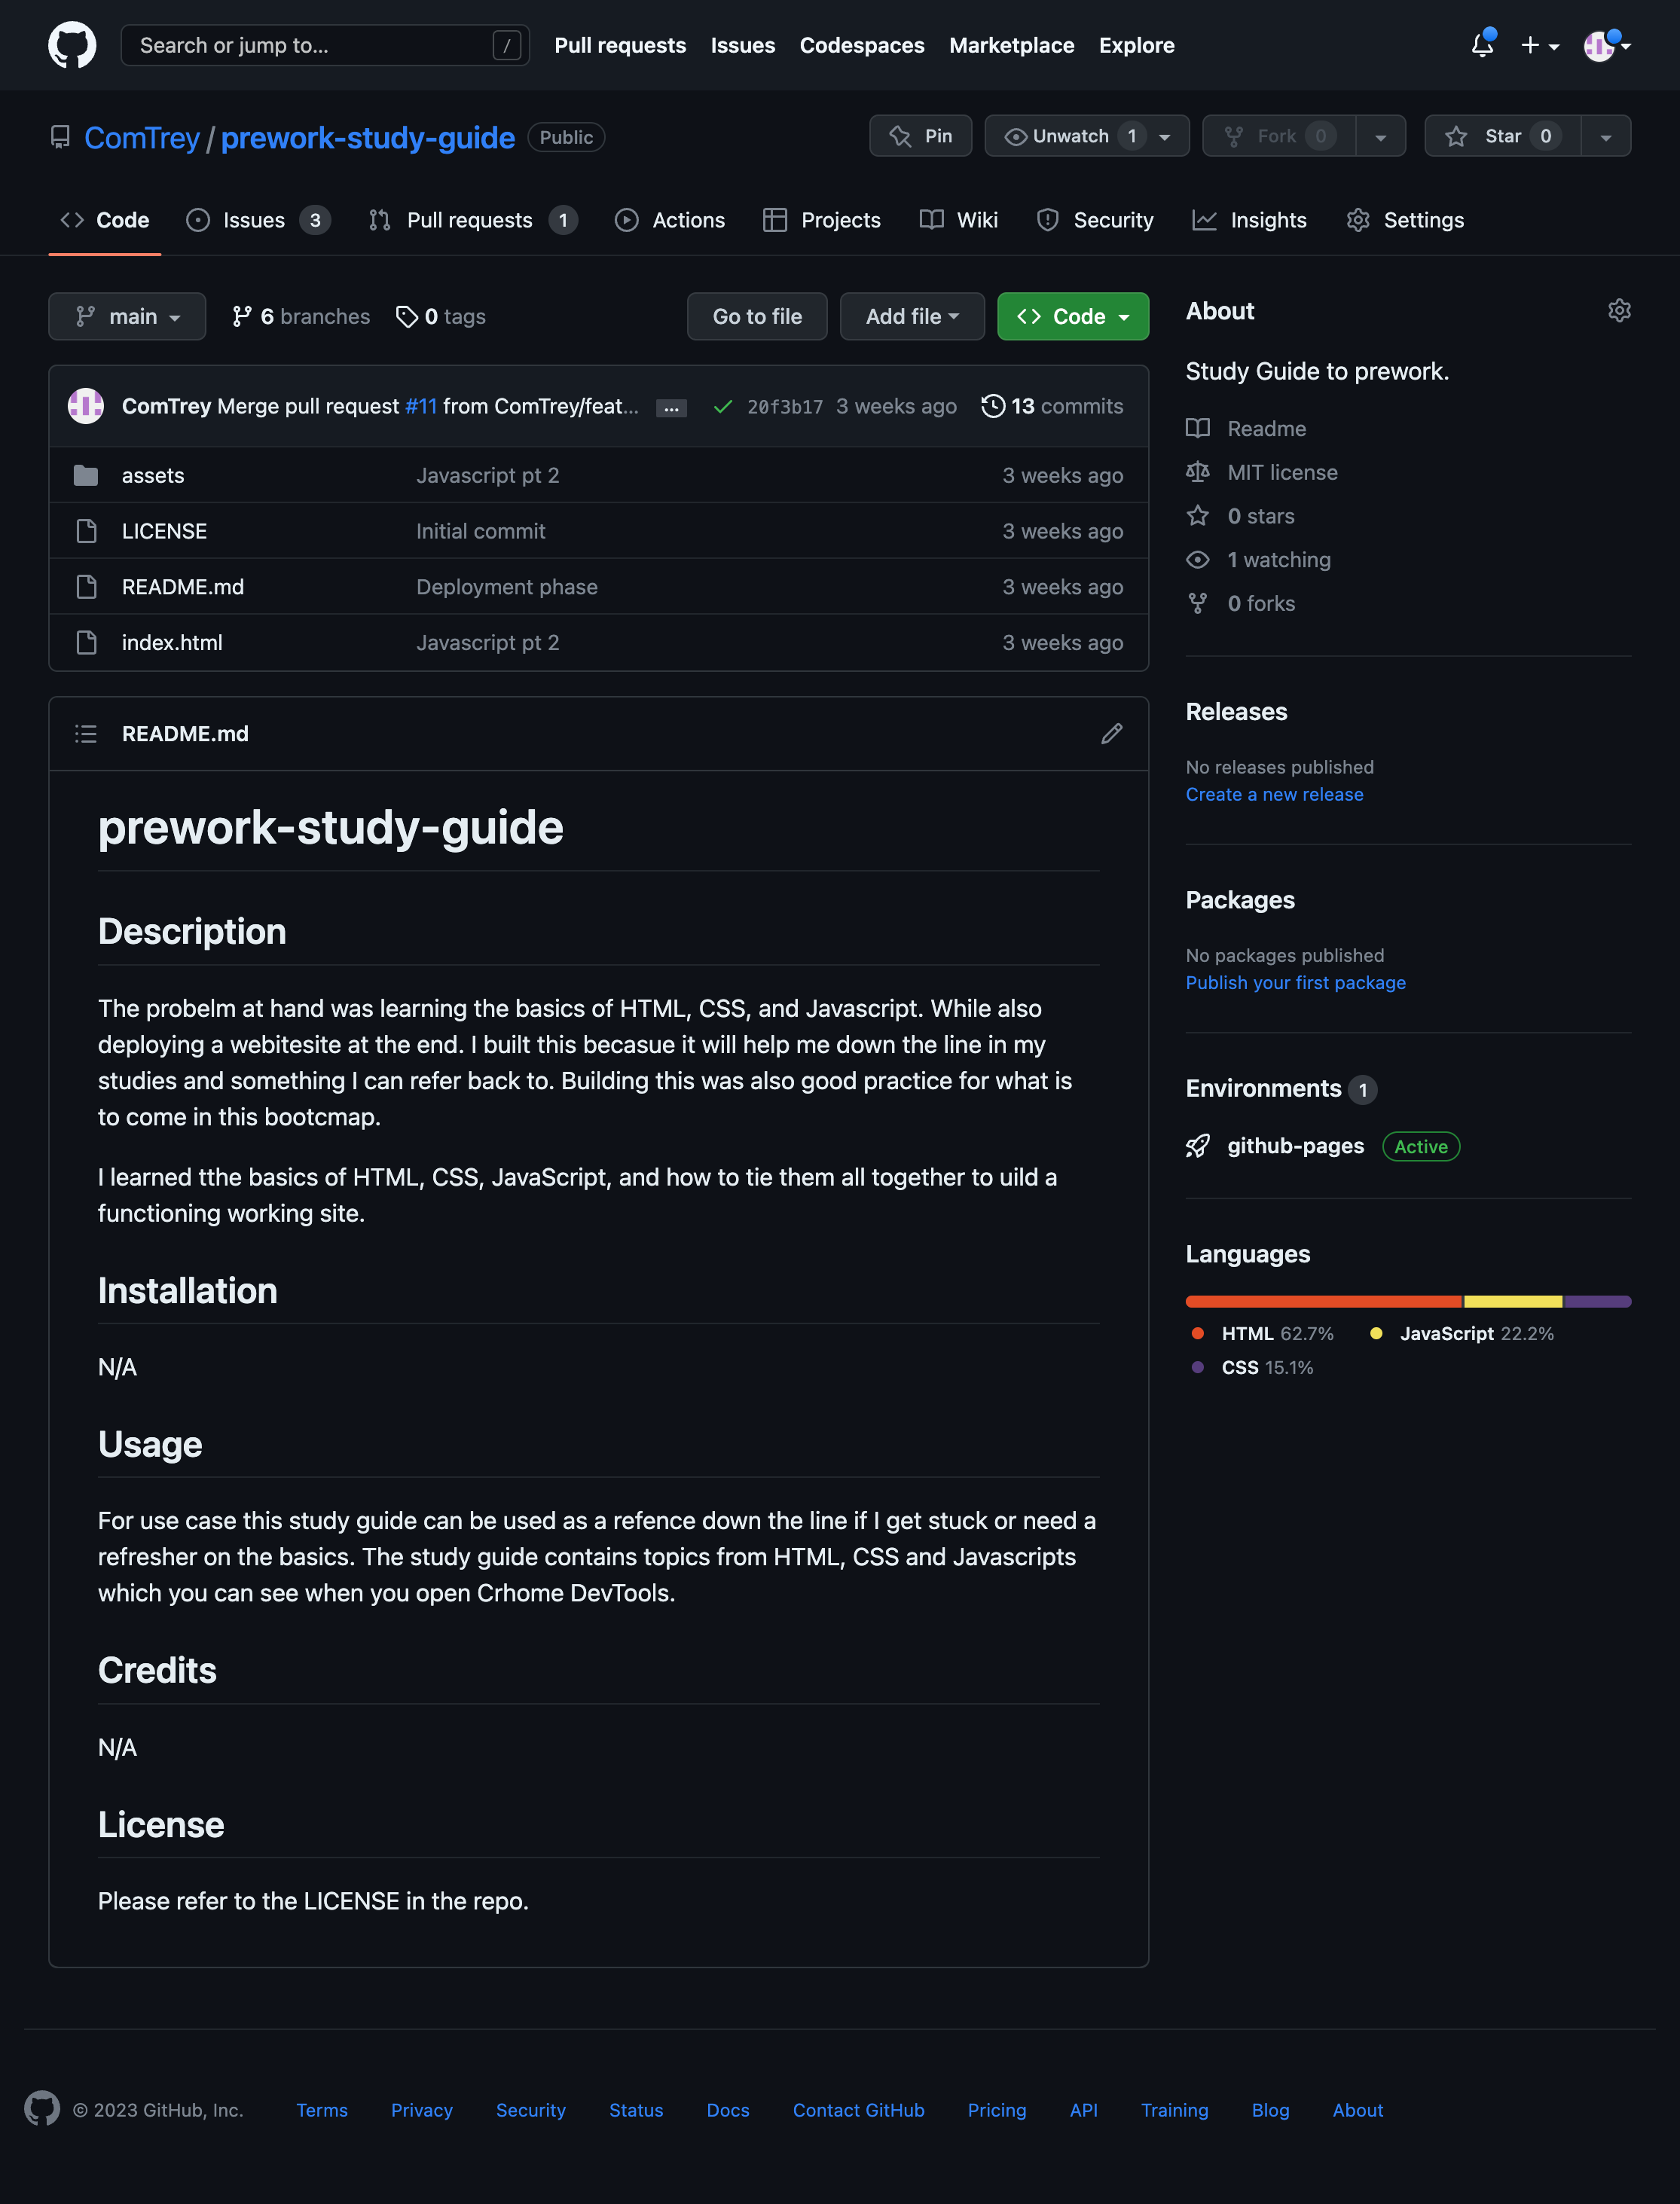 Search or jump to... /
Pull requests Issues Codespaces Marketplace Explore
ComTrey / prework-study-guide Public
Pin Unwatch 1 Fork 0 Star 0
Code Issues 3 Pull requests 1 Actions Projects Wiki Security Insights Settings
main 6 branches 0 tags Go to file Add file Code
ComTrey Merge pull request #11 from ComTrey/feat... ... 20f3b17 3 weeks ago 13 commits
assets Javascript pt 2 3 weeks ago
LICENSE Initial commit 3 weeks ago
README.md Deployment phase 3 weeks ago
index.html Javascript pt 2 3 weeks ago
README.md
prework-study-guide
Description
The probelm at hand was learning the basics of HTML, CSS, and Javascript. While also
deploying a webitesite at the end. I built this becasue it will help me down the line in my
studies and something I can refer back to. Building this was also good practice for what is
to come in this bootcmap.
I learned tthe basics of HTML, CSS, JavaScript, and how to tie them all together to uild a
functioning working site.
Installation
N/A
Usage
For use case this study guide can be used as a refence down the line if I get stuck or need a
refresher on the basics. The study guide contains topics from HTML, CSS and Javascripts
which you can see when you open Crhome DevTools.
Credits
N/A
License
Please refer to the LICENSE in the repo.
About
Study Guide to prework.
Readme
MIT license
0 stars
1 watching
0 forks
Releases
No releases published
Create a new release
Packages
No packages published
Publish your first package
Environments 1
github-pages Active
Languages
HTML 62.7% JavaScript 22.2%
CSS 15.1%
© 2023 GitHub, Inc. Terms Privacy Security Status Docs Contact GitHub Pricing API Training Blog About